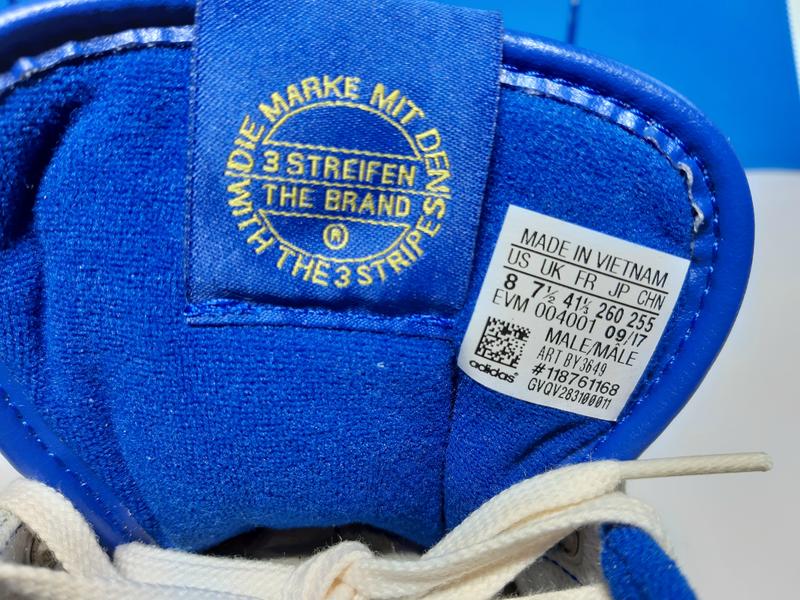 DIE MARKE MIT DEN
3 STREIFEN
THE BRAND
®
WITH THE 3 STRIPES
MADE IN VIETNAM
US UK FR JP CHN
8 7½ 41⅓ 260 255
EVM 004001 09/17
MALE/MALE
ART BY3649
#118761168
adidas®
GVQV283100011